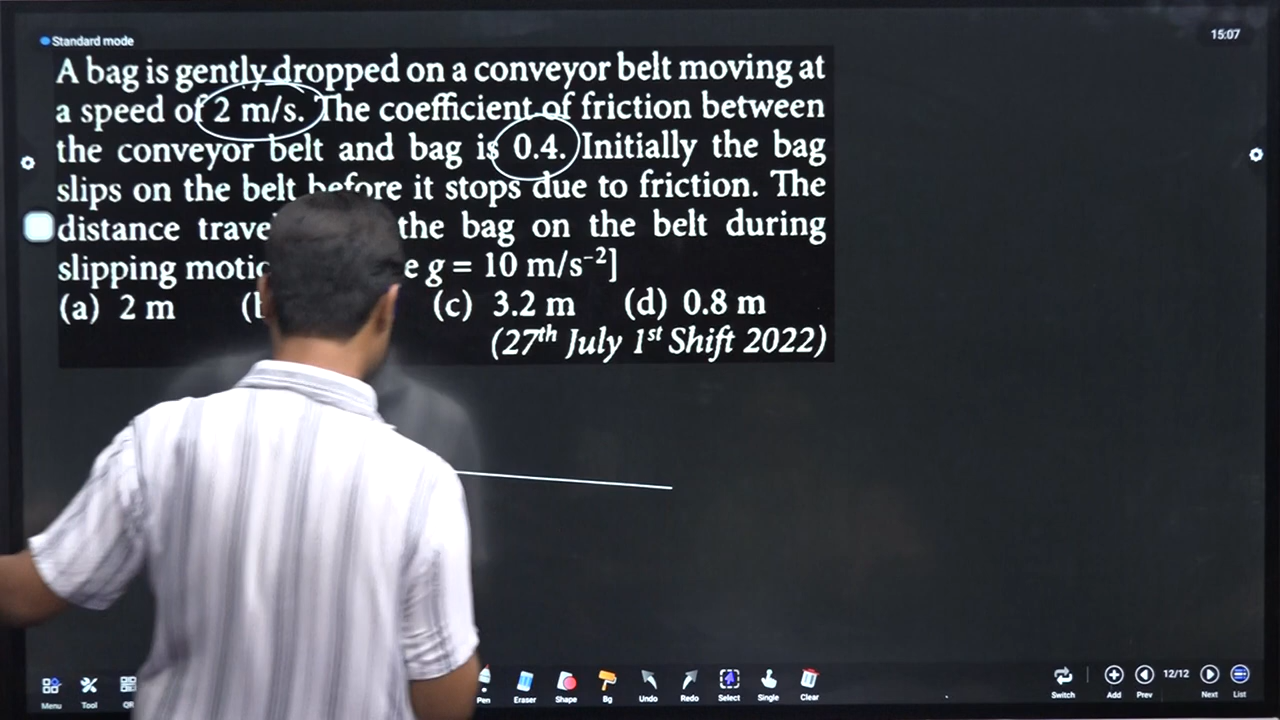 Standard mode
15:07
A bag is gently dropped on a conveyor belt moving at
a speed of 2 m/s. The coefficient of friction between
the conveyor belt and bag is 0.4. Initially the bag
slips on the belt before it stops due to friction. The
distance the bag on the belt during
slipping g = 10 m/s⁻²]
(a) 2 m (c) 3.2 m (d) 0.8 m
(27th July 1st Shift 2022)
Menu Tool QR Pen Eraser Shape Bg Undo Redo Select Single Clear Switch Add Prev 12/12 Next List